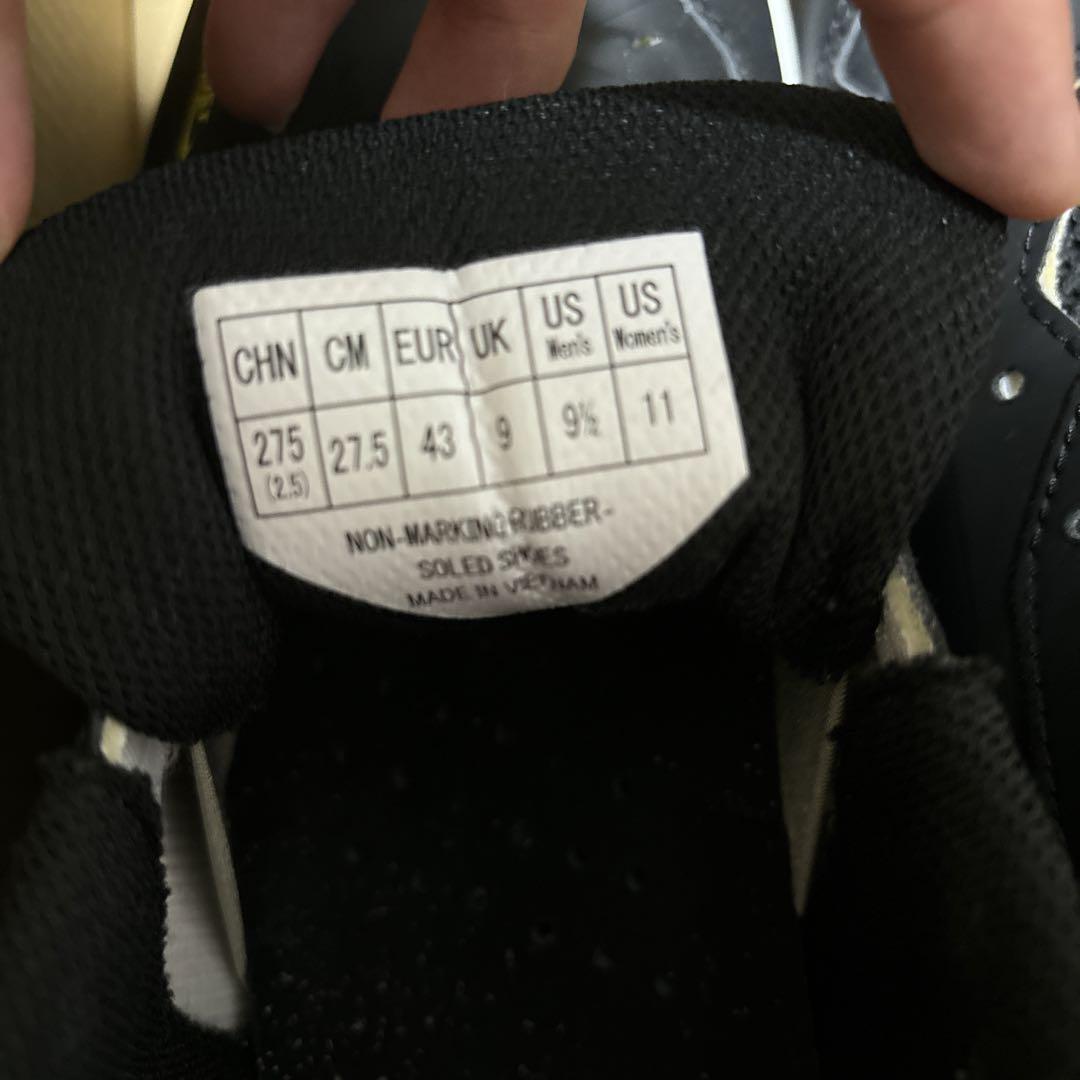 CHN CM EUR UK US Men's US Women's
275 (2.5) 27.5 43 9 9½ 11
NON-MARKING RUBBER-
SOLED SHOES
MADE IN VIETNAM